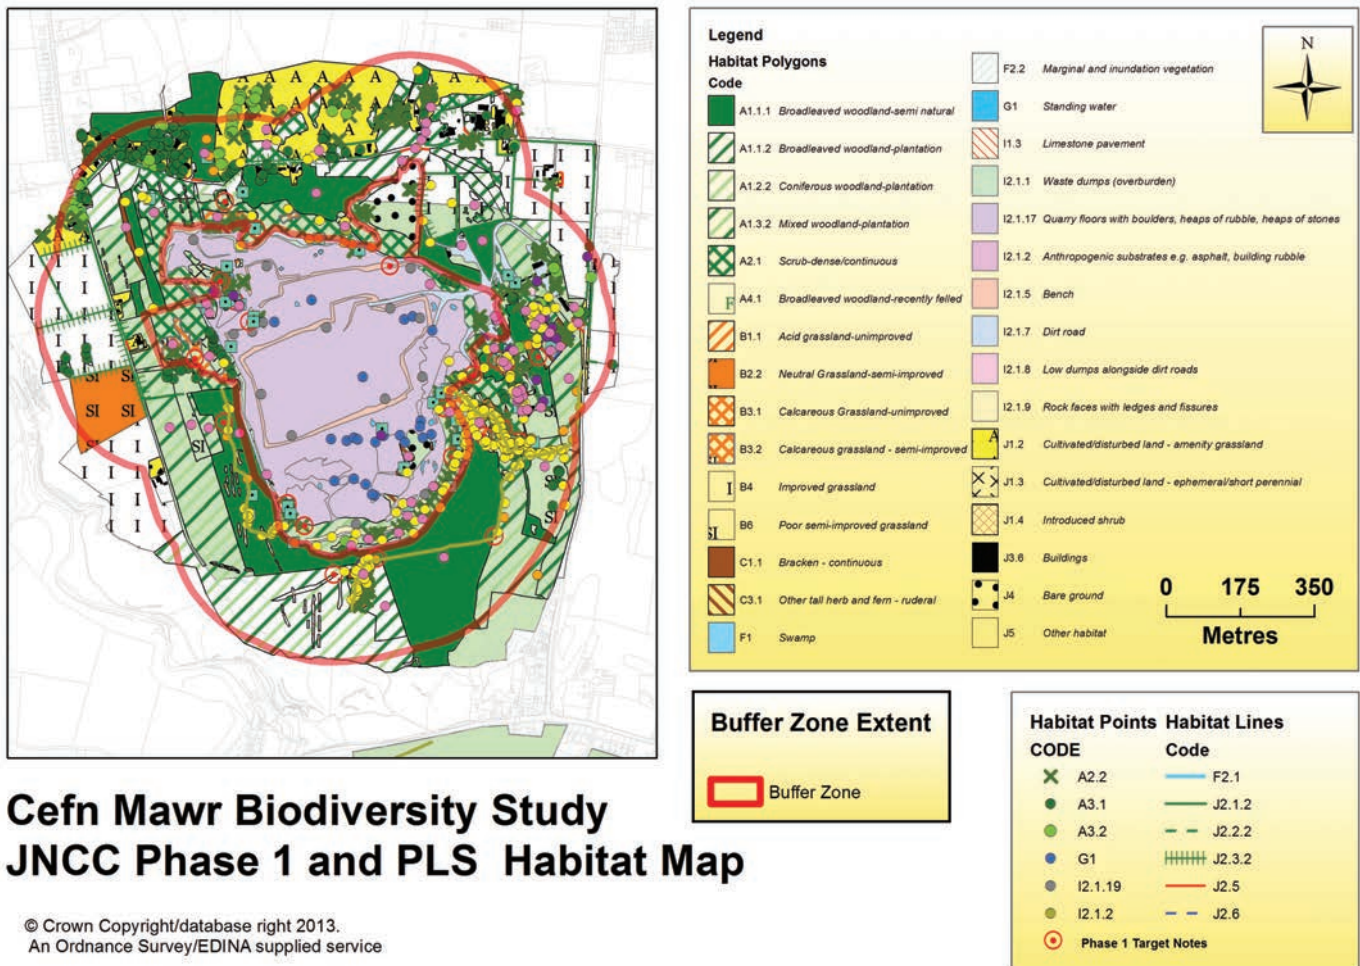 Legend
Habitat Polygons
Code
A1.1.1 Broadleaved woodland-semi natural
A1.1.2 Broadleaved woodland-plantation
A1.2.2 Coniferous woodland-plantation
A1.3.2 Mixed woodland-plantation
A2.1 Scrub-dense/continuous
F A4.1 Broadleaved woodland-recently felled
B1.1 Acid grassland-unimproved
B2.2 Neutral Grassland-semi-improved
B3.1 Calcareous Grassland-unimproved
B3.2 Calcareous grassland - semi-improved
I B4 Improved grassland
SI B6 Poor semi-improved grassland
C1.1 Bracken - continuous
C3.1 Other tall herb and fern - ruderal
F1 Swamp
F2.2 Marginal and inundation vegetation
G1 Standing water
I1.3 Limestone pavement
I2.1.1 Waste dumps (overburden)
I2.1.17 Quarry floors with boulders, heaps of rubble, heaps of stones
I2.1.2 Anthropogenic substrates e.g. asphalt, building rubble
I2.1.5 Bench
I2.1.7 Dirt road
I2.1.8 Low dumps alongside dirt roads
I2.1.9 Rock faces with ledges and fissures
A J1.2 Cultivated/disturbed land - amenity grassland
J1.3 Cultivated/disturbed land - ephemeral/short perennial
J1.4 Introduced shrub
J3.6 Buildings
J4 Bare ground
J5 Other habitat
N
0 175 350
Metres
Buffer Zone Extent
Buffer Zone
Habitat Points Habitat Lines
CODE Code
A2.2 F2.1
A3.1 J2.1.2
A3.2 J2.2.2
G1 J2.3.2
I2.1.19 J2.5
I2.1.2 J2.6
Phase 1 Target Notes
Cefn Mawr Biodiversity Study
JNCC Phase 1 and PLS Habitat Map
© Crown Copyright/database right 2013.
An Ordnance Survey/EDINA supplied service